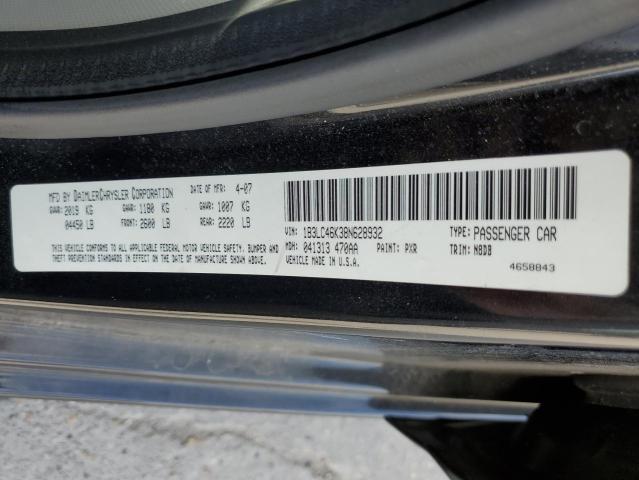 MFD BY DAIMLERCHRYSLER CORPORATION DATE OF MFR: 4-07
GVWR: 2019 KG GAWR: 1180 KG GAWR: 1007 KG
04450 LB FRONT: 2600 LB REAR: 2220 LB
THIS VEHICLE CONFORMS TO ALL APPLICABLE FEDERAL MOTOR VEHICLE SAFETY, BUMPER AND
THEFT PREVENTION STANDARDS IN EFFECT ON THE DATE OF MANUFACTURE SHOWN ABOVE.
VIN: 1B3LC46K38N628932 TYPE: PASSENGER CAR
MDH: 041313 470AA PAINT: PXR TRIM: N8DB
VEHICLE MADE IN U.S.A.
4658843